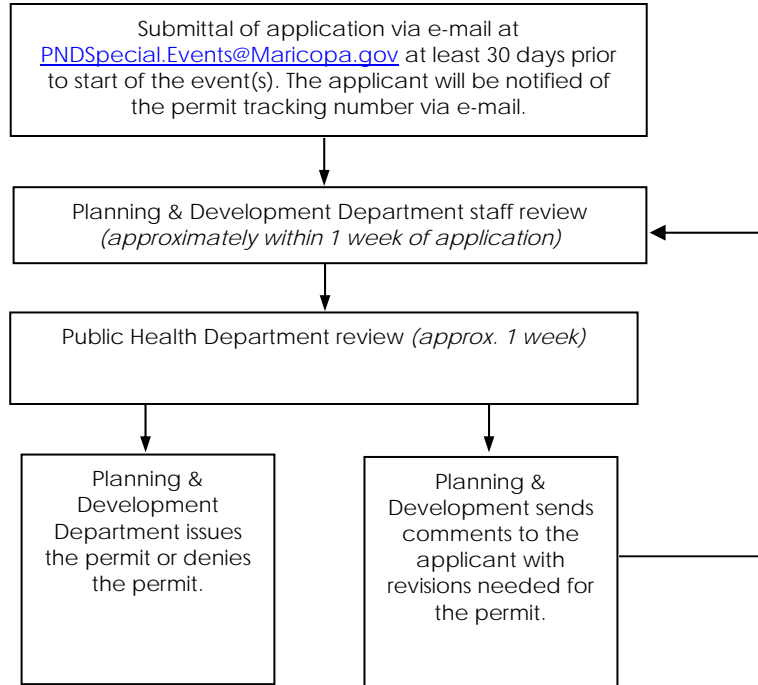 Submittal of application via e-mail at
PNDSpecial.Events@Maricopa.gov at least 30 days prior
to start of the event(s). The applicant will be notified of
the permit tracking number via e-mail.
Planning & Development Department staff review
(approximately within 1 week of application)
Public Health Department review (approx. 1 week)
Planning &
Development
Department issues
the permit or denies
the permit.
Planning &
Development sends
comments to the
applicant with
revisions needed for
the permit.